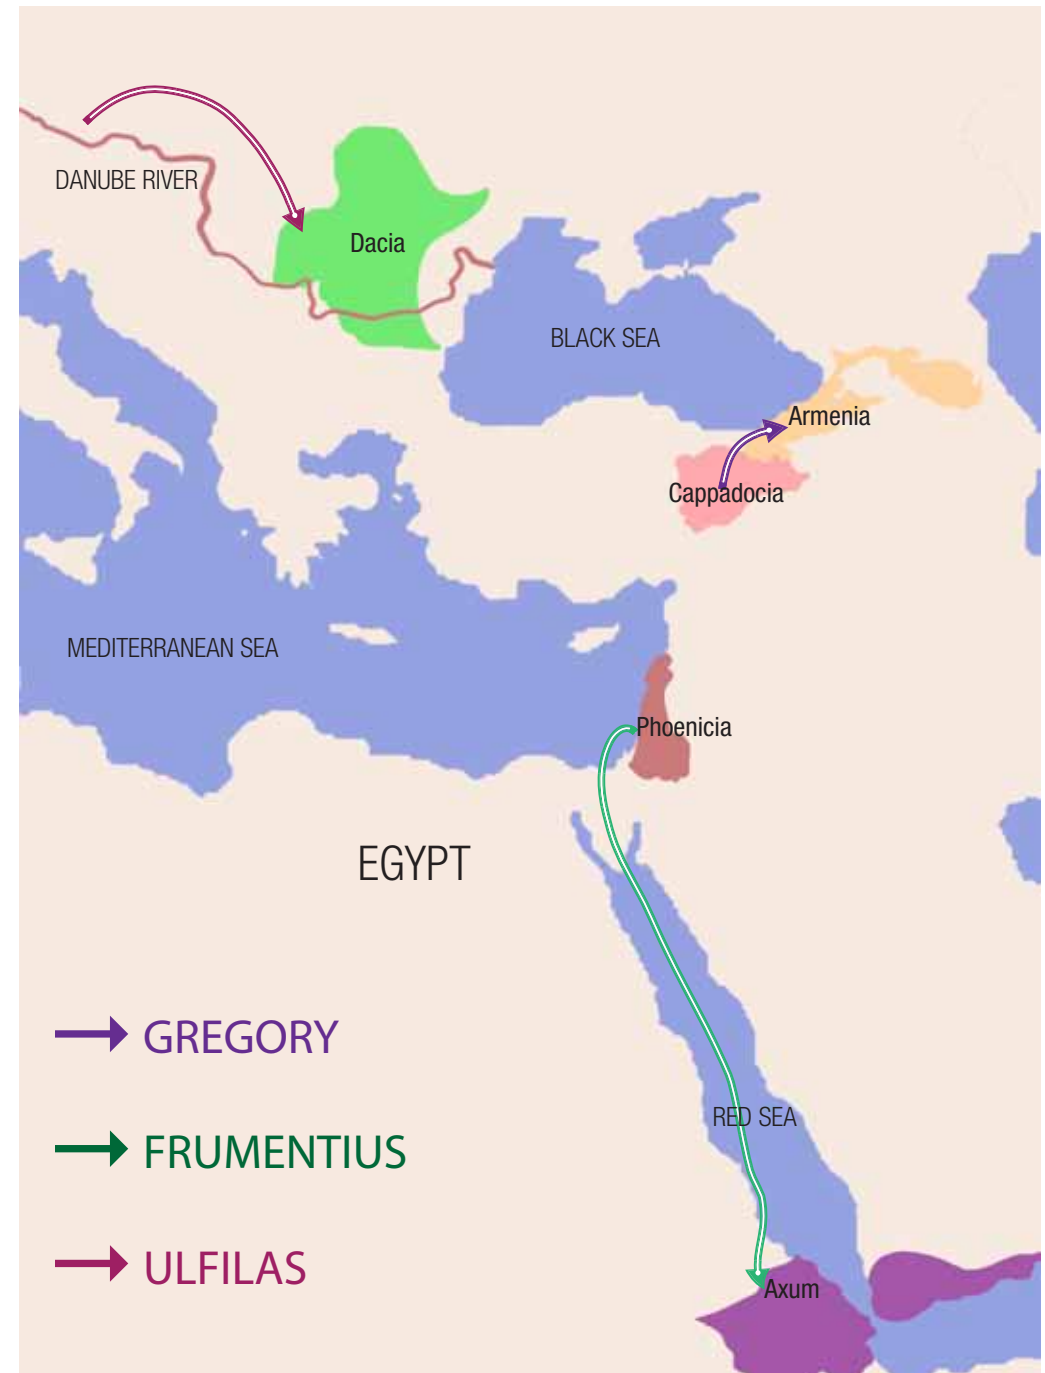 DANUBE RIVER
Dacia
BLACK SEA
Armenia
Cappadocia
MEDITERRANEAN SEA
Phoenicia
EGYPT
GREGORY
RED SEA
FRUMENTIUS
ULFILAS
Axum